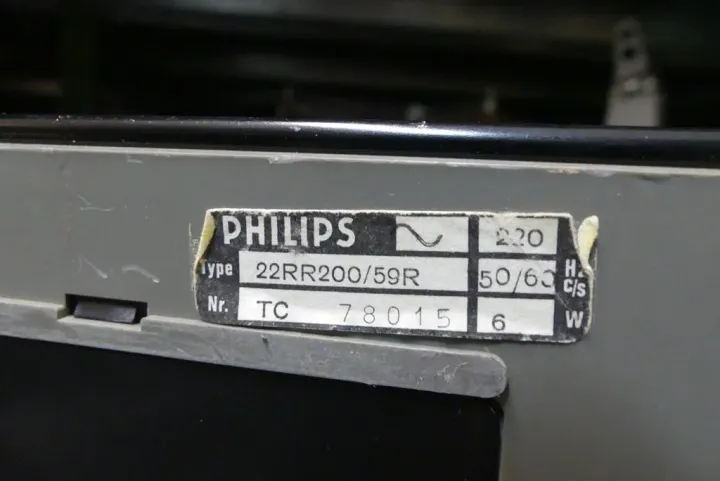 PHILIPS ~ 220
Type 22RR200/59R 50/60 Hz c/s
Nr. TC 78015 6 W